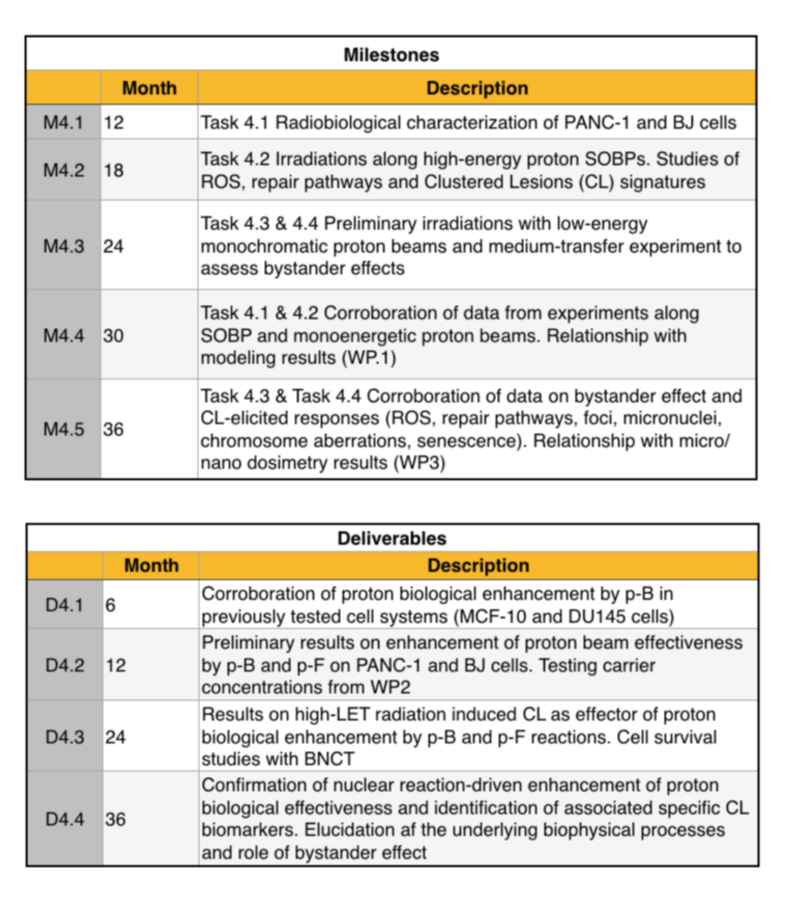 Milestones
Month Description
M4.1 12 Task 4.1 Radiobiological characterization of PANC-1 and BJ cells
M4.2 18 Task 4.2 Irradiations along high-energy proton SOBPs. Studies of
ROS, repair pathways and Clustered Lesions (CL) signatures
M4.3 24 Task 4.3 & 4.4 Preliminary irradiations with low-energy
monochromatic proton beams and medium-transfer experiment to
assess bystander effects
M4.4 30 Task 4.1 & 4.2 Corroboration of data from experiments along
SOBP and monoenergetic proton beams. Relationship with
modeling results (WP.1)
M4.5 36 Task 4.3 & Task 4.4 Corroboration of data on bystander effect and
CL-elicited responses (ROS, repair pathways, foci, micronuclei,
chromosome aberrations, senescence). Relationship with micro/
nano dosimetry results (WP3)
Deliverables
Month Description
D4.1 6 Corroboration of proton biological enhancement by p-B in
previously tested cell systems (MCF-10 and DU145 cells)
D4.2 12 Preliminary results on enhancement of proton beam effectiveness
by p-B and p-F on PANC-1 and BJ cells. Testing carrier
concentrations from WP2
D4.3 24 Results on high-LET radiation induced CL as effector of proton
biological enhancement by p-B and p-F reactions. Cell survival
studies with BNCT
D4.4 36 Confirmation of nuclear reaction-driven enhancement of proton
biological effectiveness and identification of associated specific CL
biomarkers. Elucidation af the underlying biophysical processes
and role of bystander effect